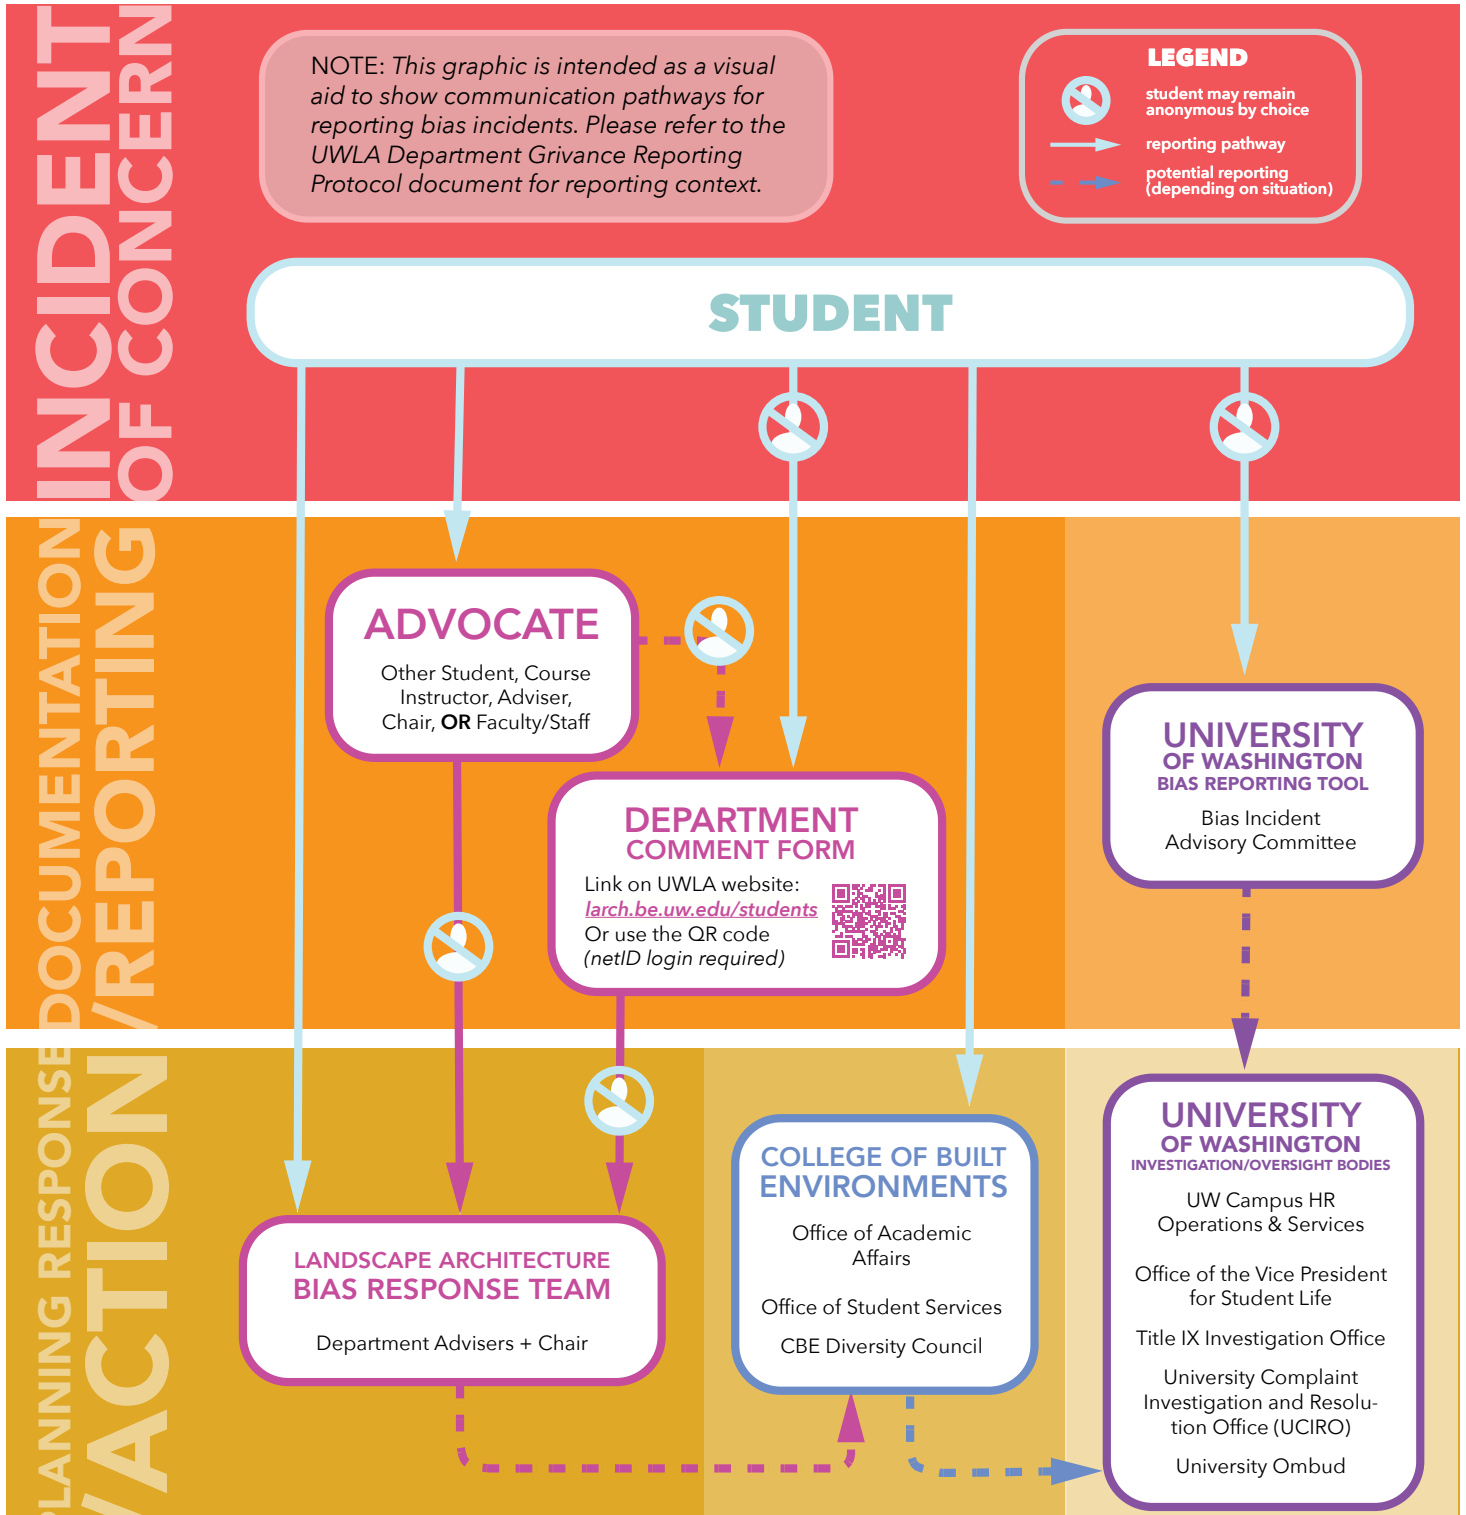 INCIDENT
OF CONCERN
NOTE: This graphic is intended as a visual
aid to show communication pathways for
reporting bias incidents. Please refer to the
UWLA Department Grivance Reporting
Protocol document for reporting context.
LEGEND
student may remain
anonymous by choice
reporting pathway
potential reporting
(depending on situation)
STUDENT
DOCUMENTATION
/REPORTING
ADVOCATE
Other Student, Course
Instructor, Adviser,
Chair, OR Faculty/Staff
DEPARTMENT
COMMENT FORM
Link on UWLA website:
larch.be.uw.edu/students
Or use the QR code
(netID login required)
UNIVERSITY
OF WASHINGTON
BIAS REPORTING TOOL
Bias Incident
Advisory Committee
PLANNING RESPONSE
/ACTION
LANDSCAPE ARCHITECTURE
BIAS RESPONSE TEAM
Department Advisers + Chair
COLLEGE OF BUILT
ENVIRONMENTS
Office of Academic
Affairs
Office of Student Services
CBE Diversity Council
UNIVERSITY
OF WASHINGTON
INVESTIGATION/OVERSIGHT BODIES
UW Campus HR
Operations & Services
Office of the Vice President
for Student Life
Title IX Investigation Office
University Complaint
Investigation and Resolu-
tion Office (UCIRO)
University Ombud